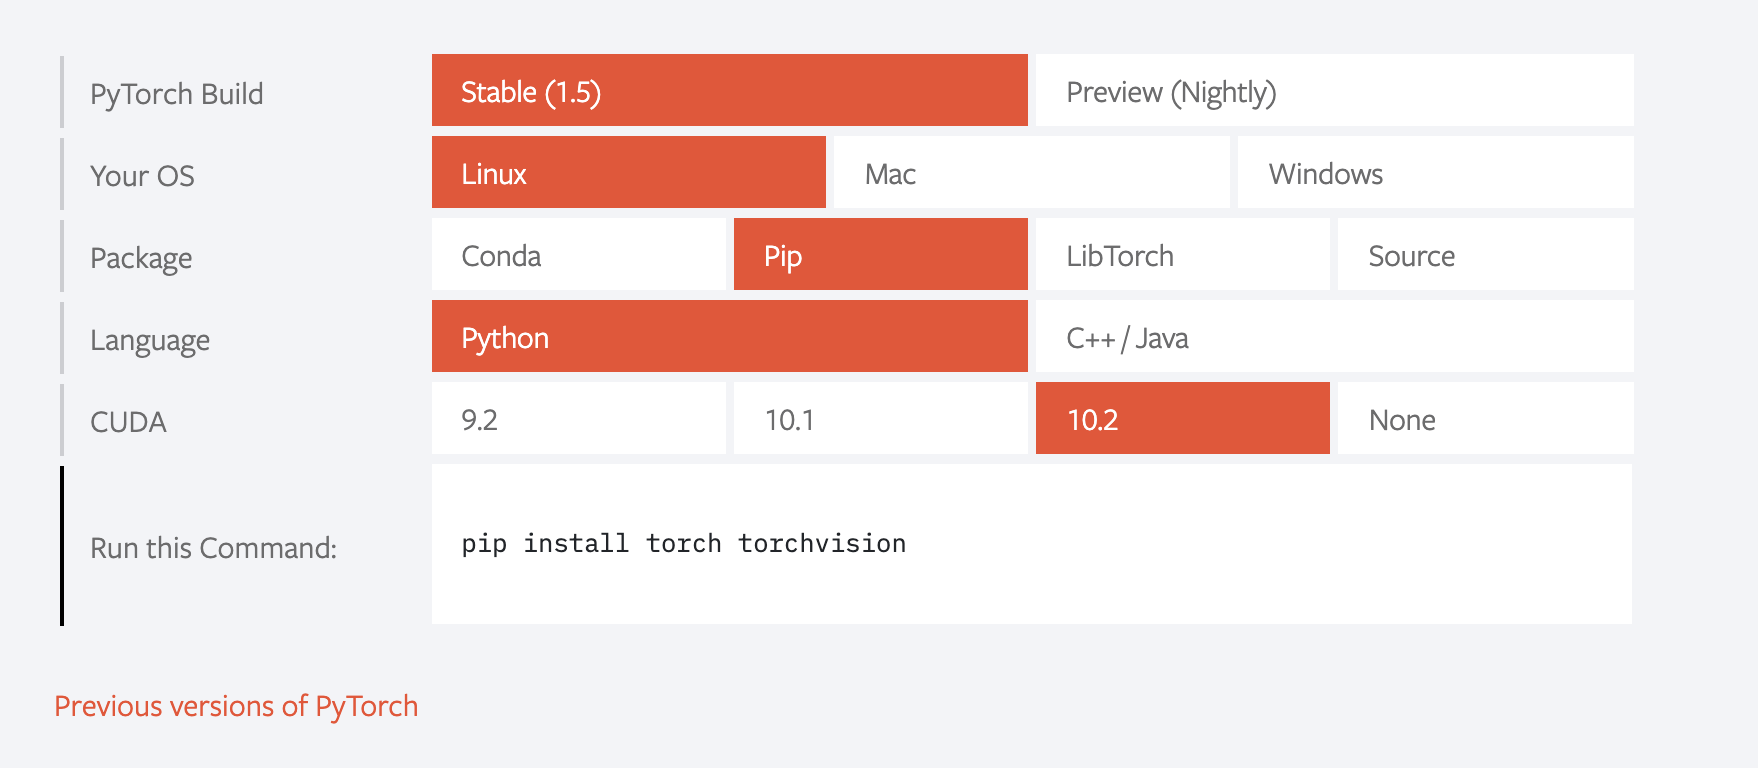 PyTorch Build Stable (1.5) Preview (Nightly)
Your OS Linux Mac Windows
Package Conda Pip LibTorch Source
Language Python C++ / Java
CUDA 9.2 10.1 10.2 None
Run this Command: pip install torch torchvision
Previous versions of PyTorch